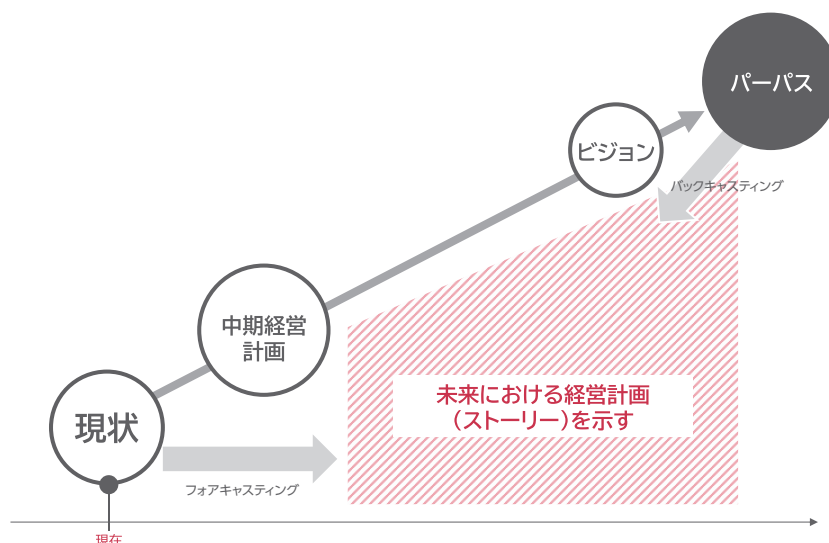 パーパス
ビジョン
バックキャスティング
中期経営
計画
未来における経営計画
（ストーリー）を示す
現状
フォアキャスティング
現在